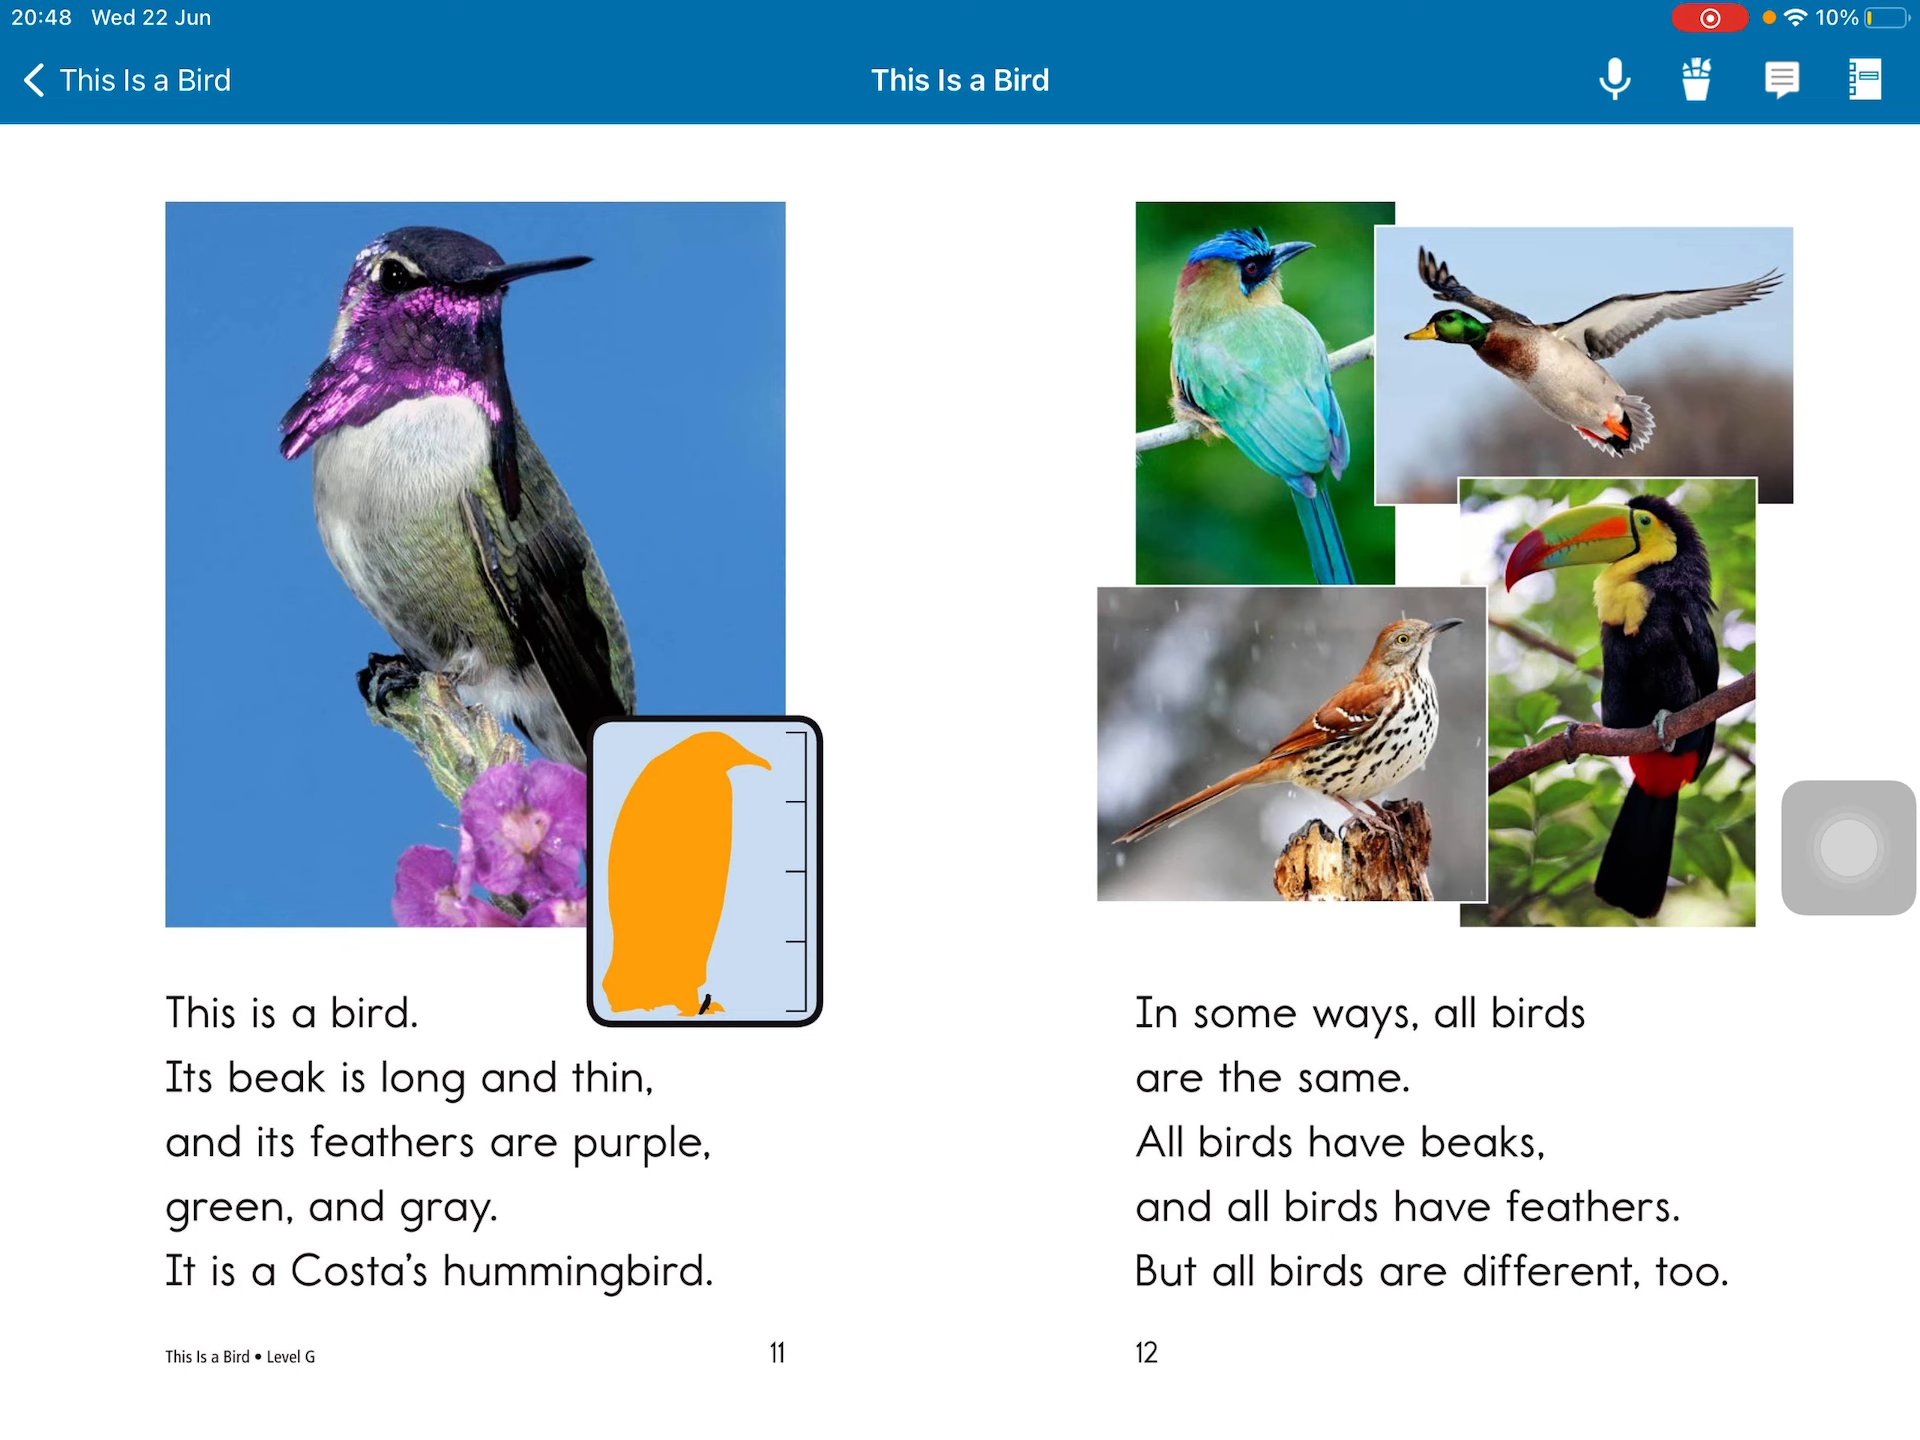 20:48 Wed 22 Jun
10%
This Is a Bird
This Is a Bird
This is a bird.
Its beak is long and thin,
and its feathers are purple,
green, and gray.
It is a Costa's hummingbird.
This Is a Bird • Level G
11
In some ways, all birds
are the same.
All birds have beaks,
and all birds have feathers.
But all birds are different, too.
12